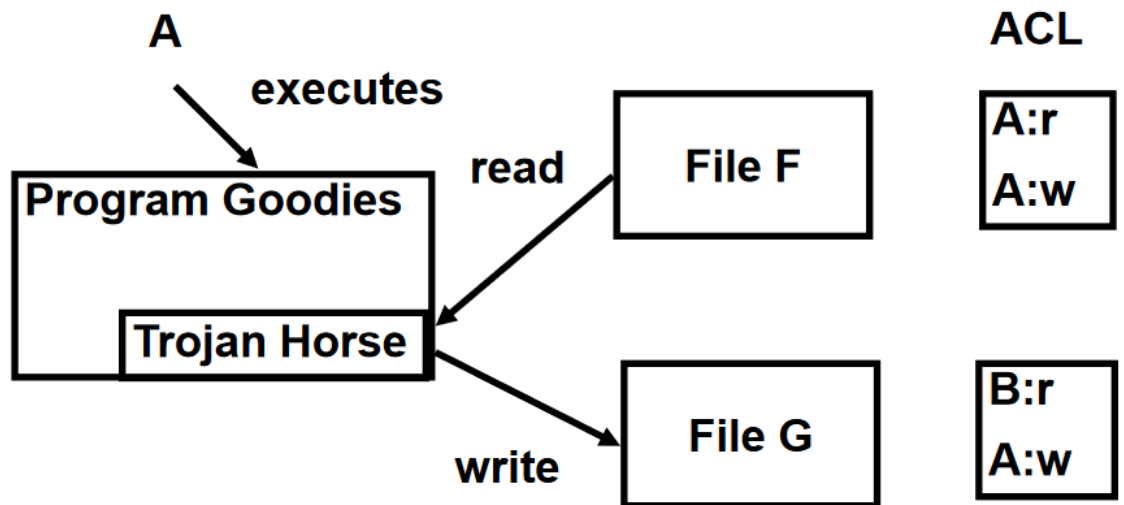 A
ACL
executes
A:r
File F
read
A:w
Program Goodies
Trojan Horse
B:r
File G
write
A:w